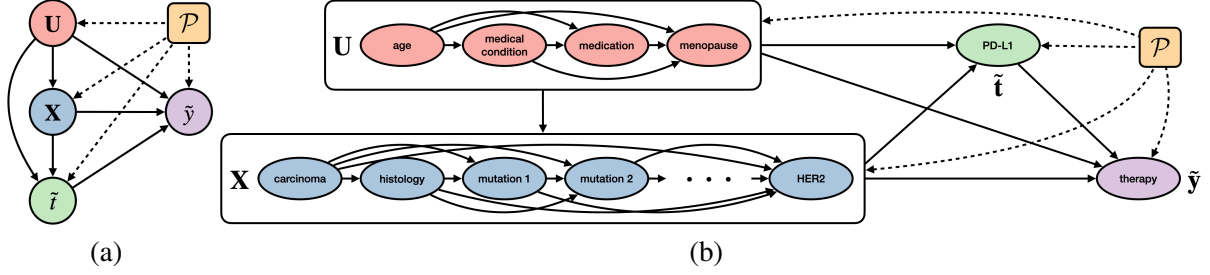 U
𝒫
X
ỹ
t̃
(a)
U
age
medical
condition
medication
menopause
PD-L1
t̃
𝒫
X
carcinoma
histology
mutation 1
mutation 2
· · ·
HER2
therapy
ỹ
(b)